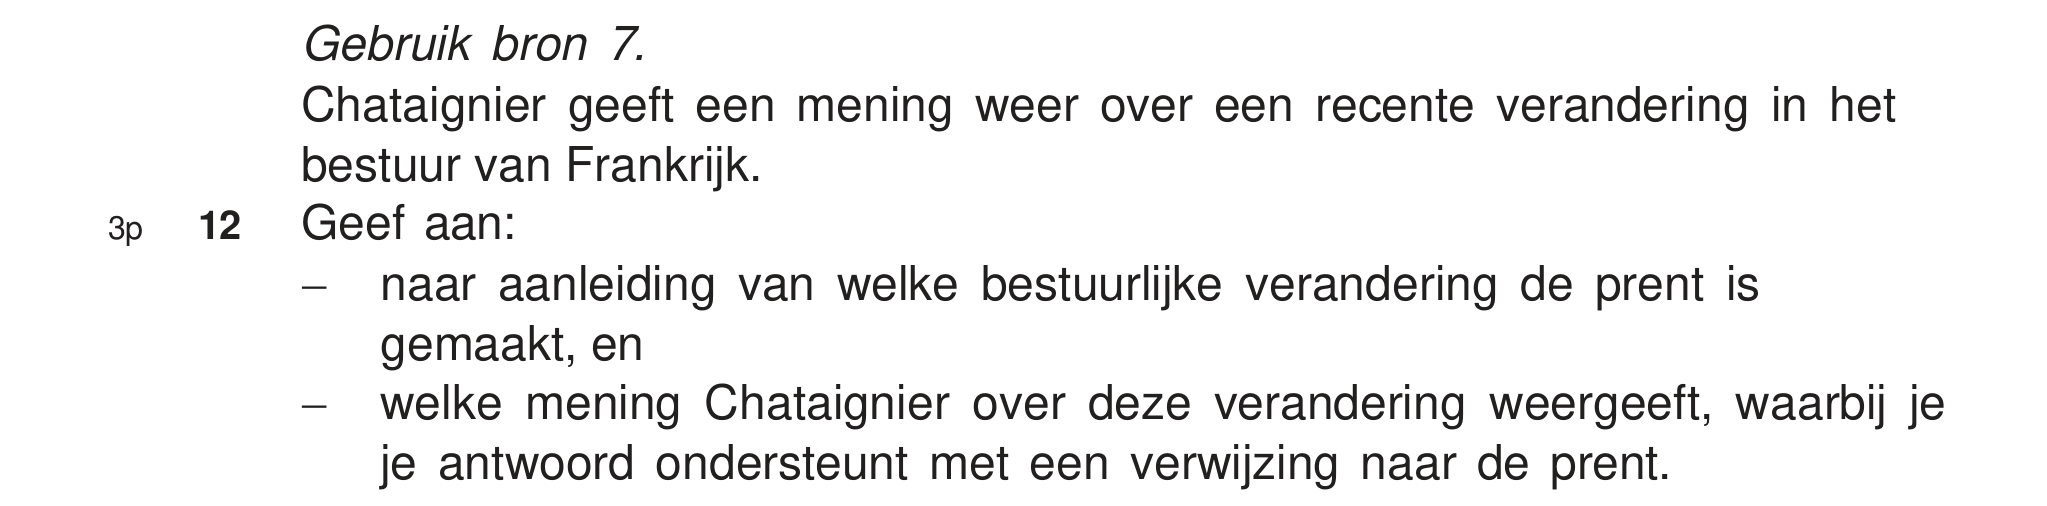 Gebruik bron 7.
Chataignier geeft een mening weer over een recente verandering in het
bestuur van Frankrijk.
3p 12 Geef aan:
– naar aanleiding van welke bestuurlijke verandering de prent is
gemaakt, en
– welke mening Chataignier over deze verandering weergeeft, waarbij je
je antwoord ondersteunt met een verwijzing naar de prent.